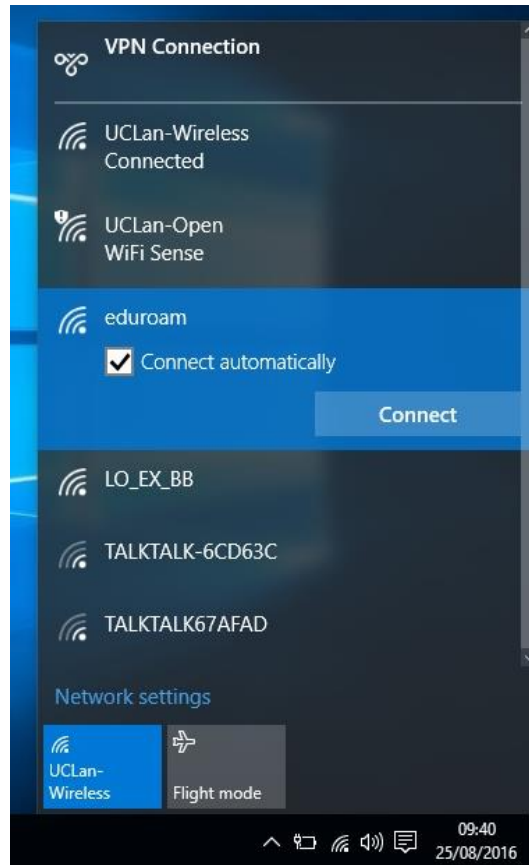 VPN Connection
UCLan-Wireless
Connected
UCLan-Open
WiFi Sense
eduroam
Connect automatically
Connect
LO_EX_BB
TALKTALK-6CD63C
TALKTALK67AFAD
Network settings
UCLan-
Wireless
Flight mode
09:40
25/08/2016